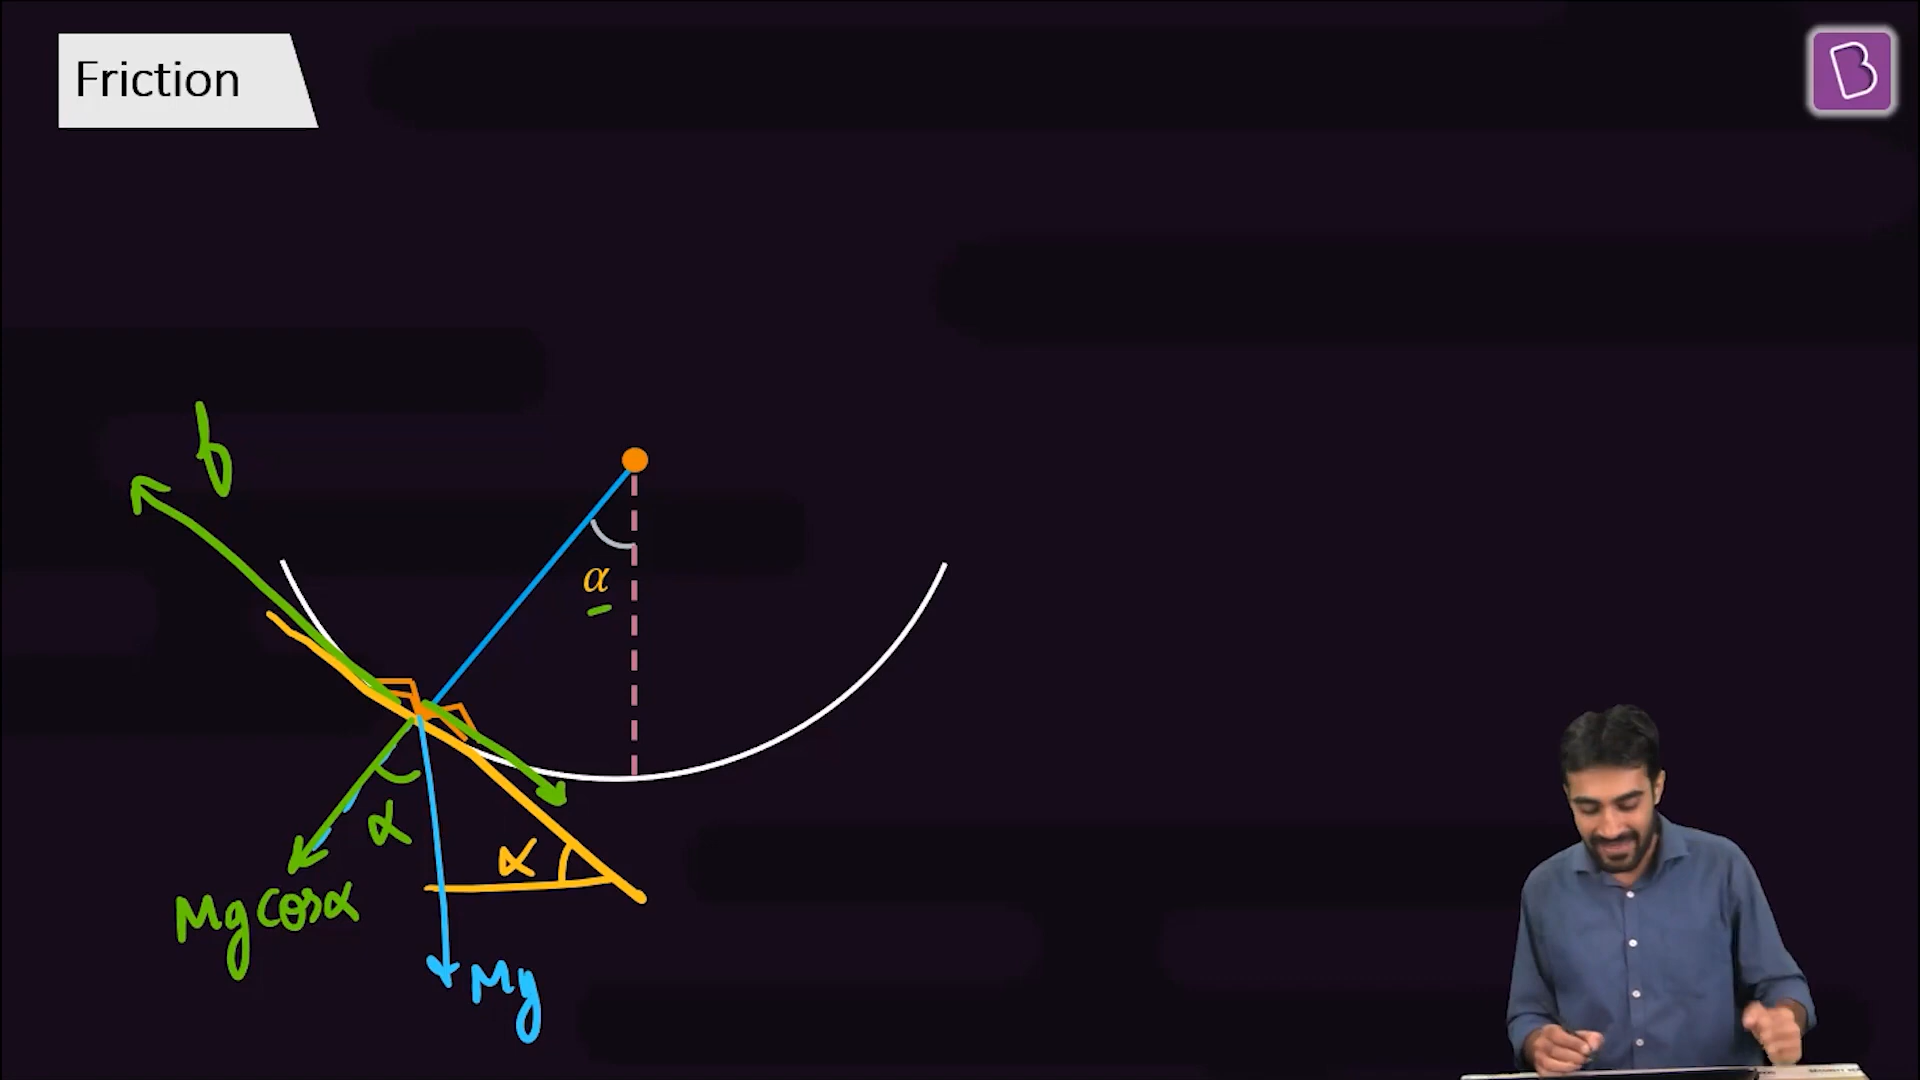 Friction
B
f
α
α
α
Mg cosα
Mg